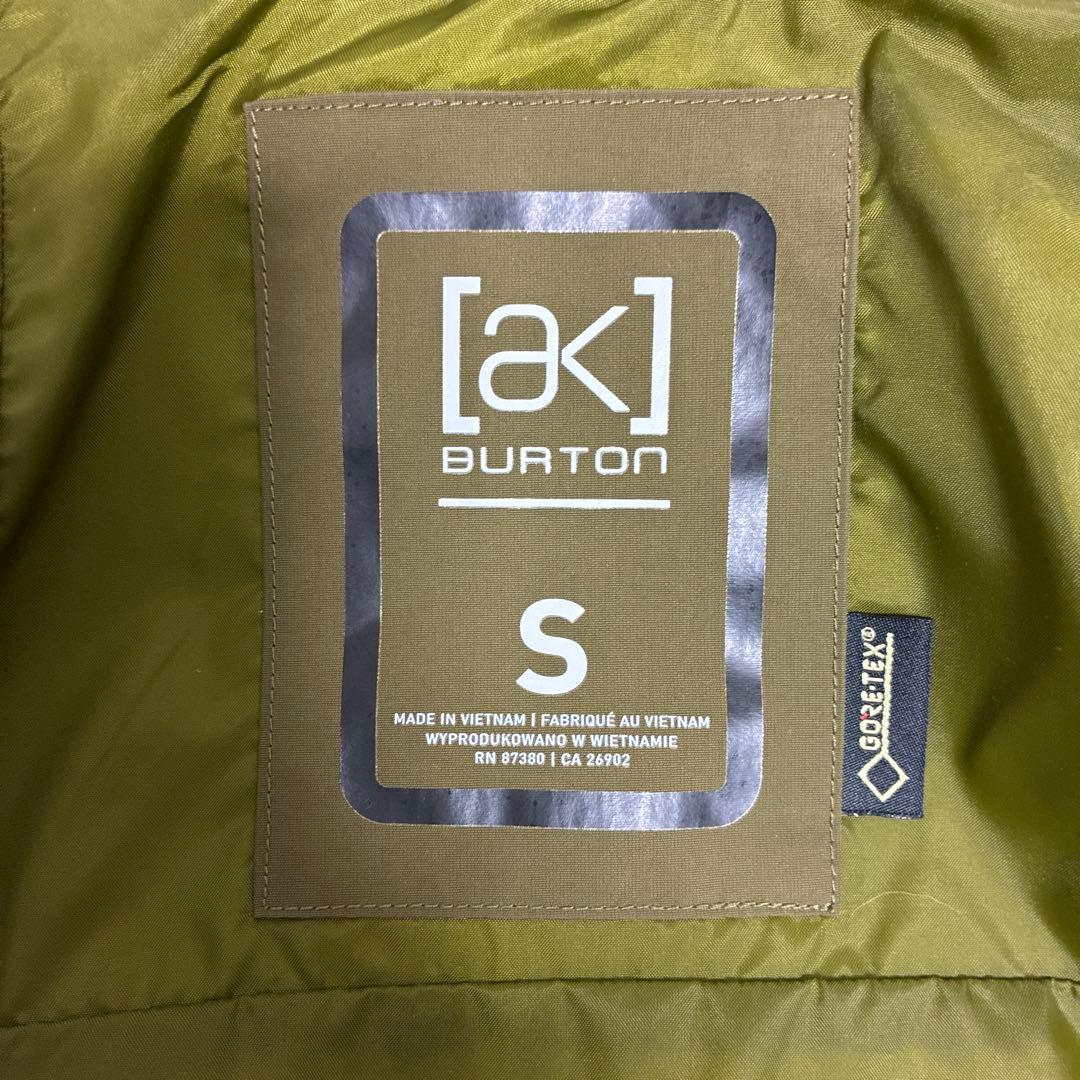 [ak]
BURTON
S
MADE IN VIETNAM | FABRIQUÉ AU VIETNAM
WYPRODUKOWANO W WIETNAMIE
RN 87380 | CA 26902
GORE-TEX®